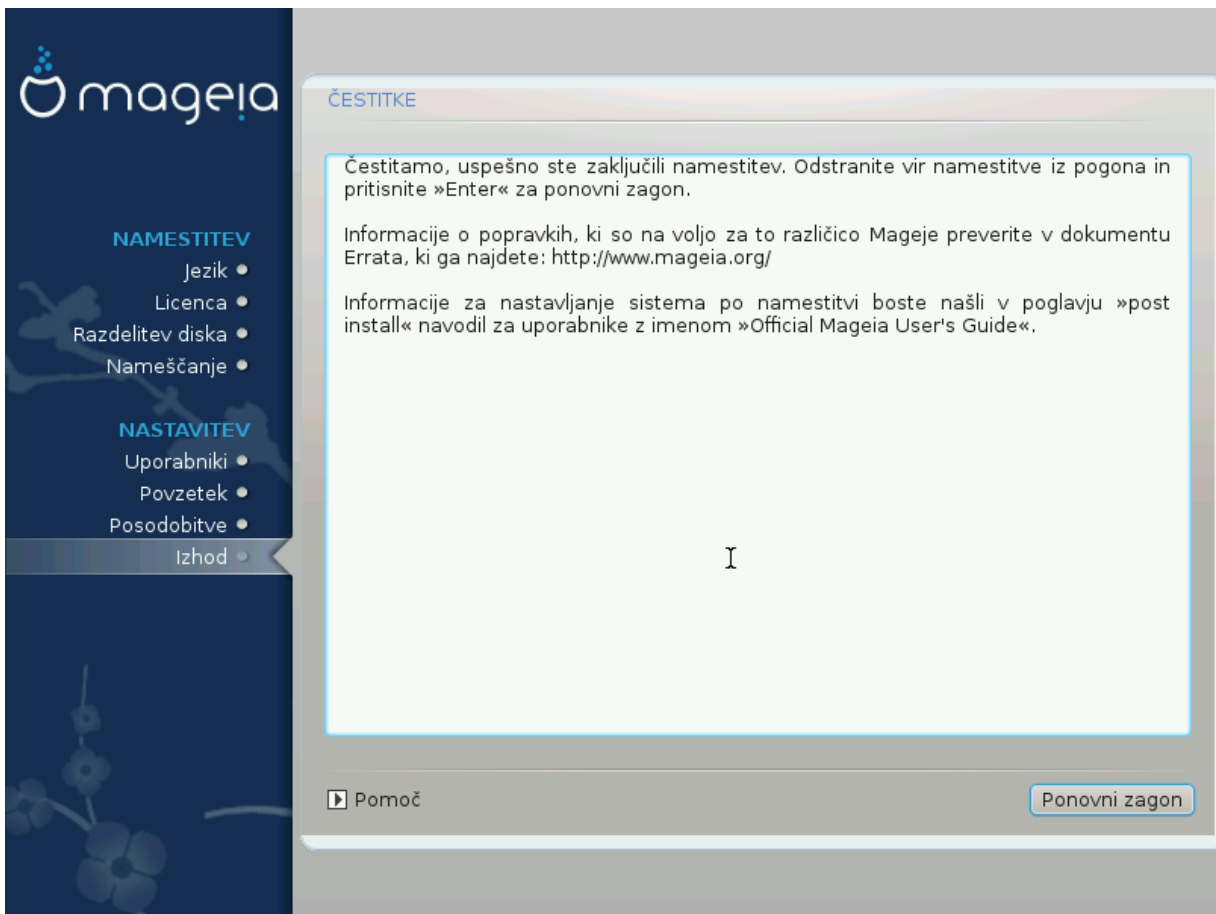 mageia
NAMESTITEV
Jezik
Licenca
Razdelitev diska
Nameščanje
NASTAVITEV
Uporabniki
Povzetek
Posodobitve
Izhod
ČESTITKE
Čestitamo, uspešno ste zaključili namestitev. Odstranite vir namestitve iz pogona in
pritisnite »Enter« za ponovni zagon.
Informacije o popravkih, ki so na voljo za to različico Mageje preverite v dokumentu
Errata, ki ga najdete: http://www.mageia.org/
Informacije za nastavljanje sistema po namestitvi boste našli v poglavju »post
install« navodil za uporabnike z imenom »Official Mageia User's Guide«.
Pomoč
Ponovni zagon